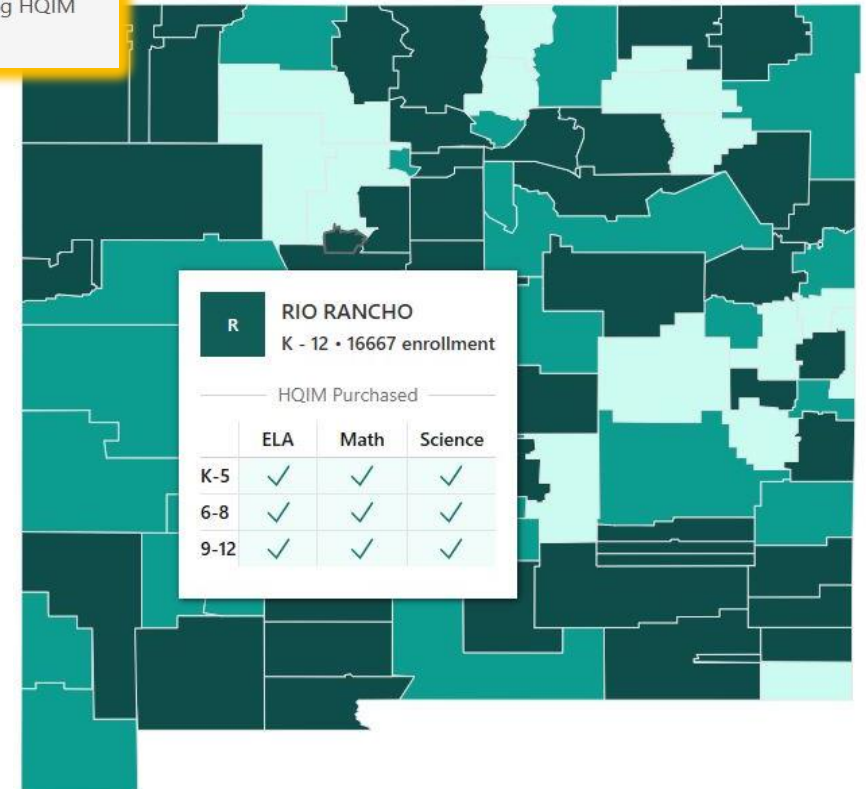 g HQIM
R
RIO RANCHO
K - 12 • 16667 enrollment
HQIM Purchased
ELA Math Science
K-5 ✓ ✓ ✓
6-8 ✓ ✓ ✓
9-12 ✓ ✓ ✓